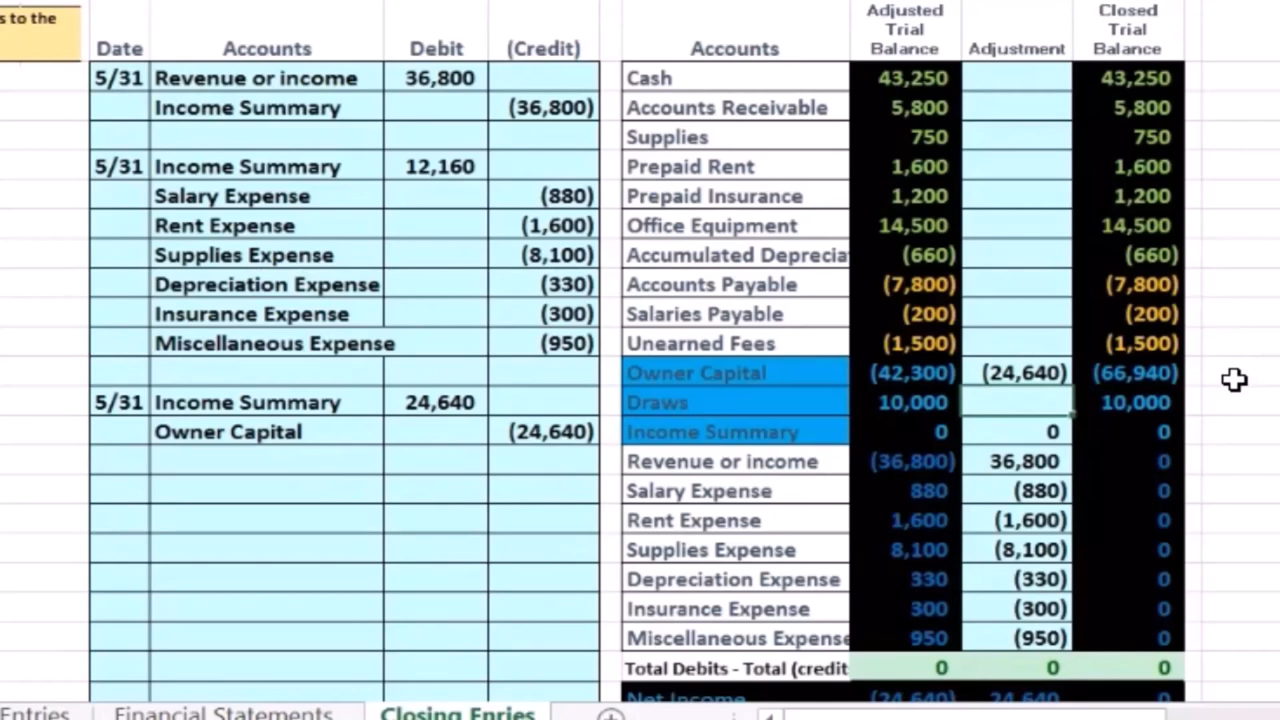 s to the
Date Accounts Debit (Credit) Accounts Adjusted Trial Balance Adjustment Closed Trial Balance
5/31 Revenue or income 36,800 Cash 43,250 43,250
Income Summary (36,800) Accounts Receivable 5,800 5,800
Supplies 750 750
5/31 Income Summary 12,160 Prepaid Rent 1,600 1,600
Salary Expense (880) Prepaid Insurance 1,200 1,200
Rent Expense (1,600) Office Equipment 14,500 14,500
Supplies Expense (8,100) Accumulated Deprecia (660) (660)
Depreciation Expense (330) Accounts Payable (7,800) (7,800)
Insurance Expense (300) Salaries Payable (200) (200)
Miscellaneous Expense (950) Unearned Fees (1,500) (1,500)
Owner Capital (42,300) (24,640) (66,940)
5/31 Income Summary 24,640 Draws 10,000 10,000
Owner Capital (24,640) Income Summary 0 0 0
Revenue or income (36,800) 36,800 0
Salary Expense 880 (880) 0
Rent Expense 1,600 (1,600) 0
Supplies Expense 8,100 (8,100) 0
Depreciation Expense 330 (330) 0
Insurance Expense 300 (300) 0
Miscellaneous Expense 950 (950) 0
Total Debits - Total (credit 0 0 0
Net Income (24,640) 24,640 0
Entries Financial Statements Closing Enries